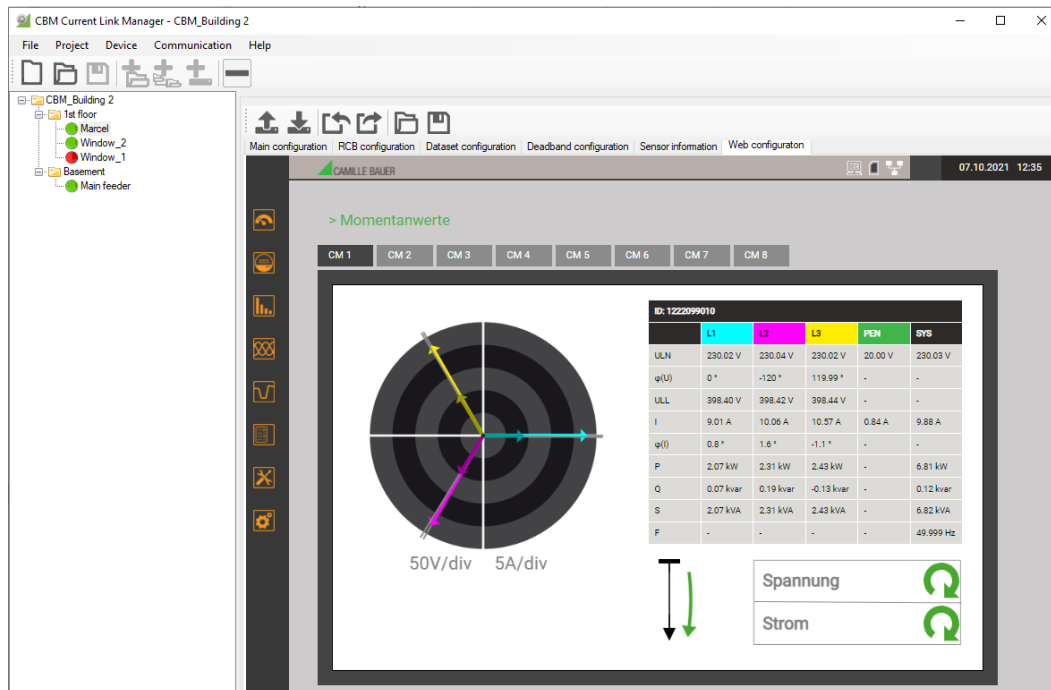 CBM Current Link Manager - CBM_Building 2
File Project Device Communication Help
CBM_Building 2
1st floor
Marcel
Window_2
Window_1
Basement
Main feeder
Main configuration RCB configuration Dataset configuration Deadband configuration Sensor information Web configuraton
CAMILLE BAUER
07.10.2021 12:35
> Momentanwerte
CM 1 CM 2 CM 3 CM 4 CM 5 CM 6 CM 7 CM 8
ID: 1222099010
L1 L2 L3 PEN SYS
ULN 230.02 V 230.04 V 230.02 V 20.00 V 230.03 V
φ(U) 0 ° -120 ° 119.99 ° - -
ULL 398.40 V 398.42 V 398.44 V - -
I 9.01 A 10.06 A 10.57 A 0.84 A 9.88 A
φ(I) 0.8 ° 1.6 ° -1.1 ° - -
P 2.07 kW 2.31 kW 2.43 kW - 6.81 kW
Q 0.07 kvar 0.19 kvar -0.13 kvar - 0.12 kvar
S 2.07 kVA 2.31 kVA 2.43 kVA - 6.82 kVA
F - - - - 49.999 Hz
50V/div 5A/div
Spannung
Strom